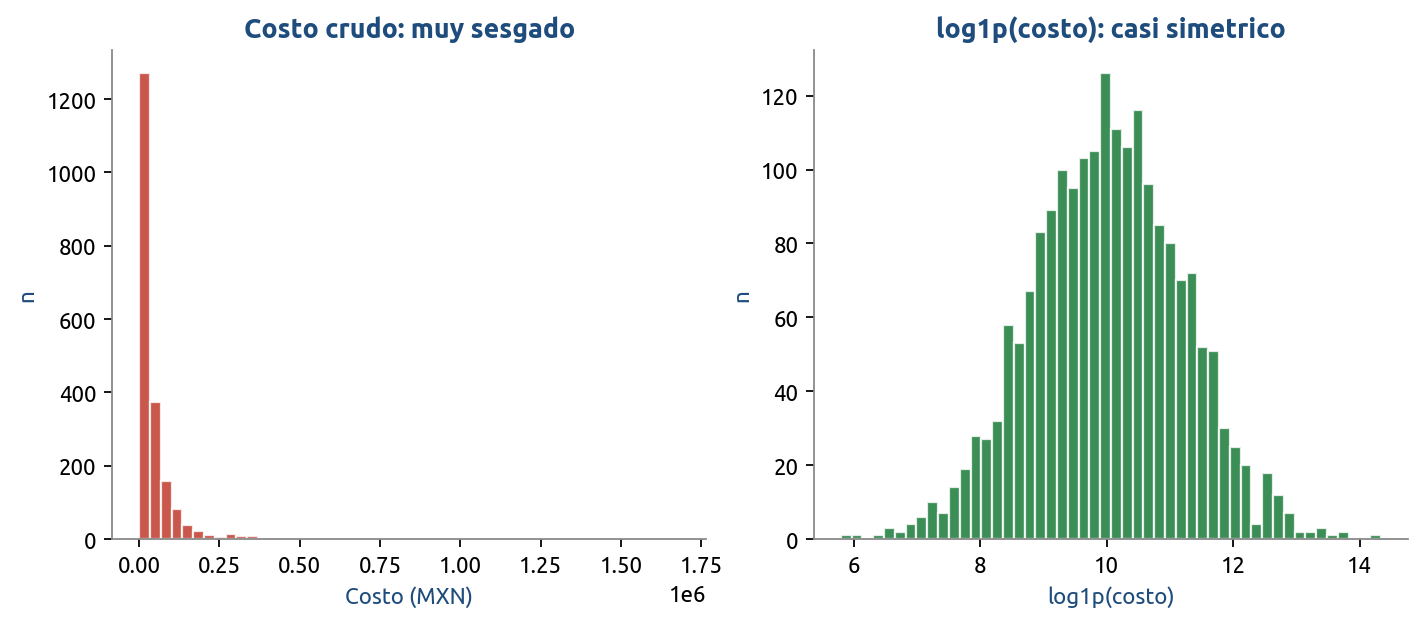 Costo crudo: muy sesgado
1200
1000
800
600
400
200
0
n
0.00 0.25 0.50 0.75 1.00 1.25 1.50 1.75
1e6
Costo (MXN)
log1p(costo): casi simetrico
120
100
80
60
40
20
0
n
6 8 10 12 14
log1p(costo)